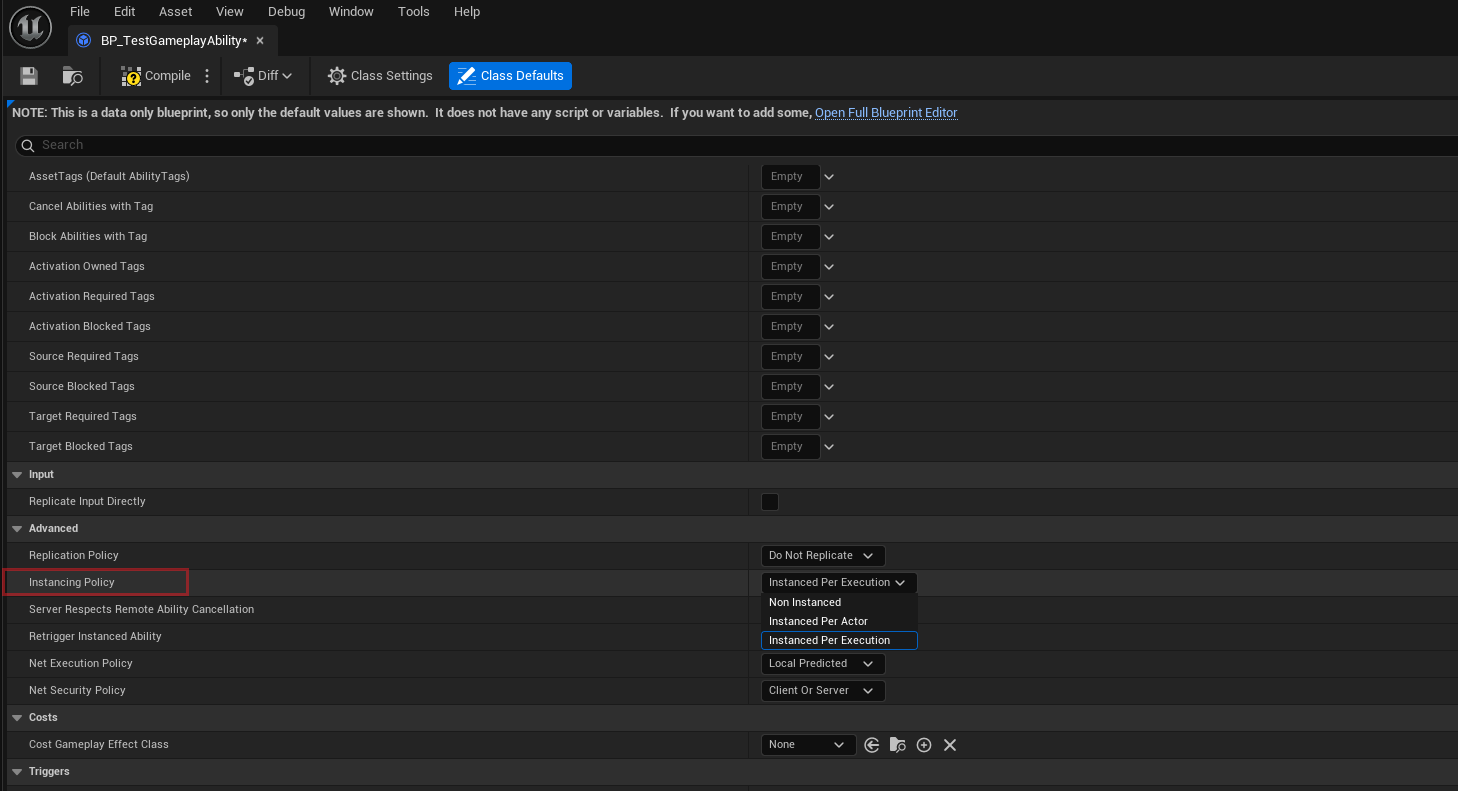 File Edit Asset View Debug Window Tools Help
BP_TestGameplayAbility*
Compile Diff Class Settings Class Defaults
NOTE: This is a data only blueprint, so only the default values are shown.  It does not have any script or variables.  If you want to add some, Open Full Blueprint Editor
Search
AssetTags (Default AbilityTags) Empty
Cancel Abilities with Tag Empty
Block Abilities with Tag Empty
Activation Owned Tags Empty
Activation Required Tags Empty
Activation Blocked Tags Empty
Source Required Tags Empty
Source Blocked Tags Empty
Target Required Tags Empty
Target Blocked Tags Empty
Input
Replicate Input Directly
Advanced
Replication Policy Do Not Replicate
Instancing Policy Instanced Per Execution
Non Instanced
Server Respects Remote Ability Cancellation
Instanced Per Actor
Retrigger Instanced Ability Instanced Per Execution
Net Execution Policy Local Predicted
Net Security Policy Client Or Server
Costs
Cost Gameplay Effect Class None
Triggers